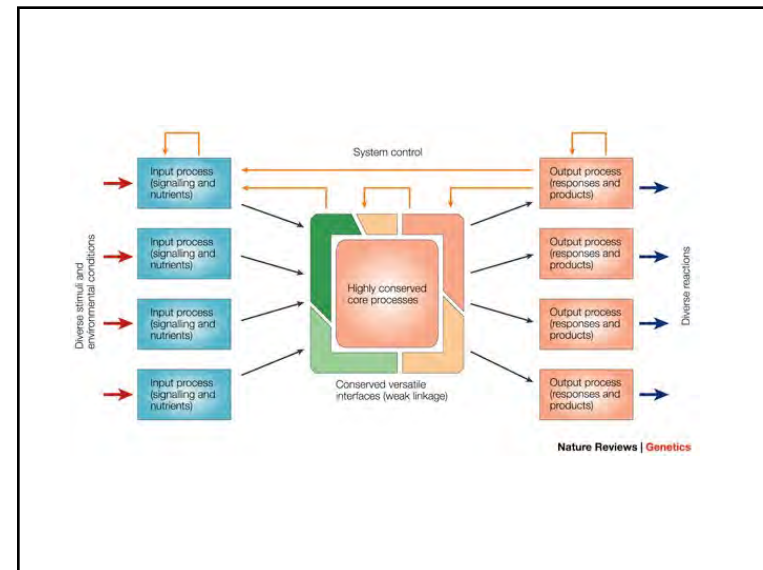 System control
Input process
(signalling and
nutrients)
Input process
(signalling and
nutrients)
Input process
(signalling and
nutrients)
Input process
(signalling and
nutrients)
Diverse stimuli and
environmental conditions
Highly conserved
core processes
Conserved versatile
interfaces (weak linkage)
Output process
(responses and
products)
Output process
(responses and
products)
Output process
(responses and
products)
Output process
(responses and
products)
Diverse reactions
Nature Reviews | Genetics